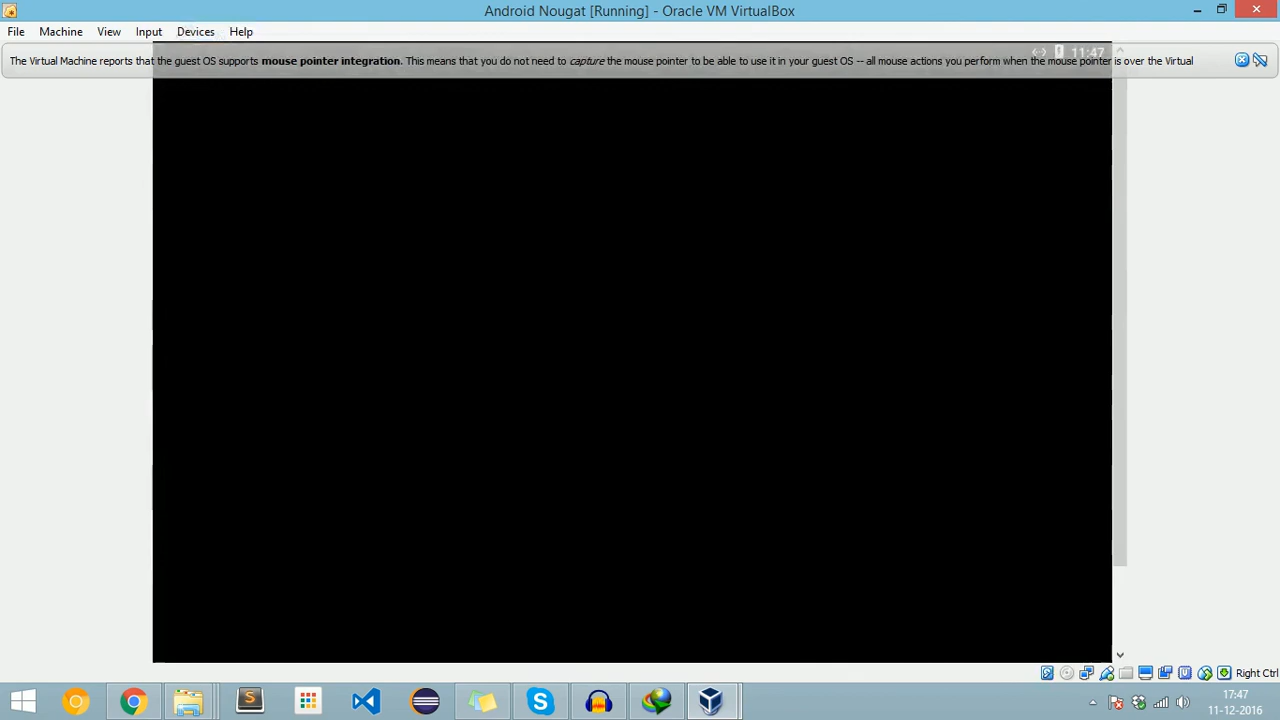 Android Nougat [Running] - Oracle VM VirtualBox
File Machine View Input Devices Help
11:47
The Virtual Machine reports that the guest OS supports mouse pointer integration. This means that you do not need to capture the mouse pointer to be able to use it in your guest OS -- all mouse actions you perform when the mouse pointer is over the Virtual
Right Ctrl
S
17:47
11-12-2016